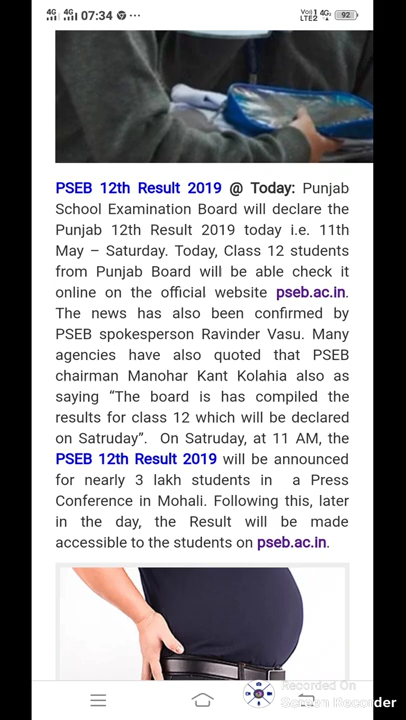 4G 4G 07:34 ...
Vo)) 1 4G LTE2 92
PSEB 12th Result 2019 @ Today: Punjab
School Examination Board will declare the
Punjab 12th Result 2019 today i.e. 11th
May – Saturday. Today, Class 12 students
from Punjab Board will be able check it
online on the official website pseb.ac.in.
The news has also been confirmed by
PSEB spokesperson Ravinder Vasu. Many
agencies have also quoted that PSEB
chairman Manohar Kant Kolahia also as
saying “The board is has compiled the
results for class 12 which will be declared
on Satruday”. On Satruday, at 11 AM, the
PSEB 12th Result 2019 will be announced
for nearly 3 lakh students in a Press
Conference in Mohali. Following this, later
in the day, the Result will be made
accessible to the students on pseb.ac.in.
Recorded On
Screen Recorder